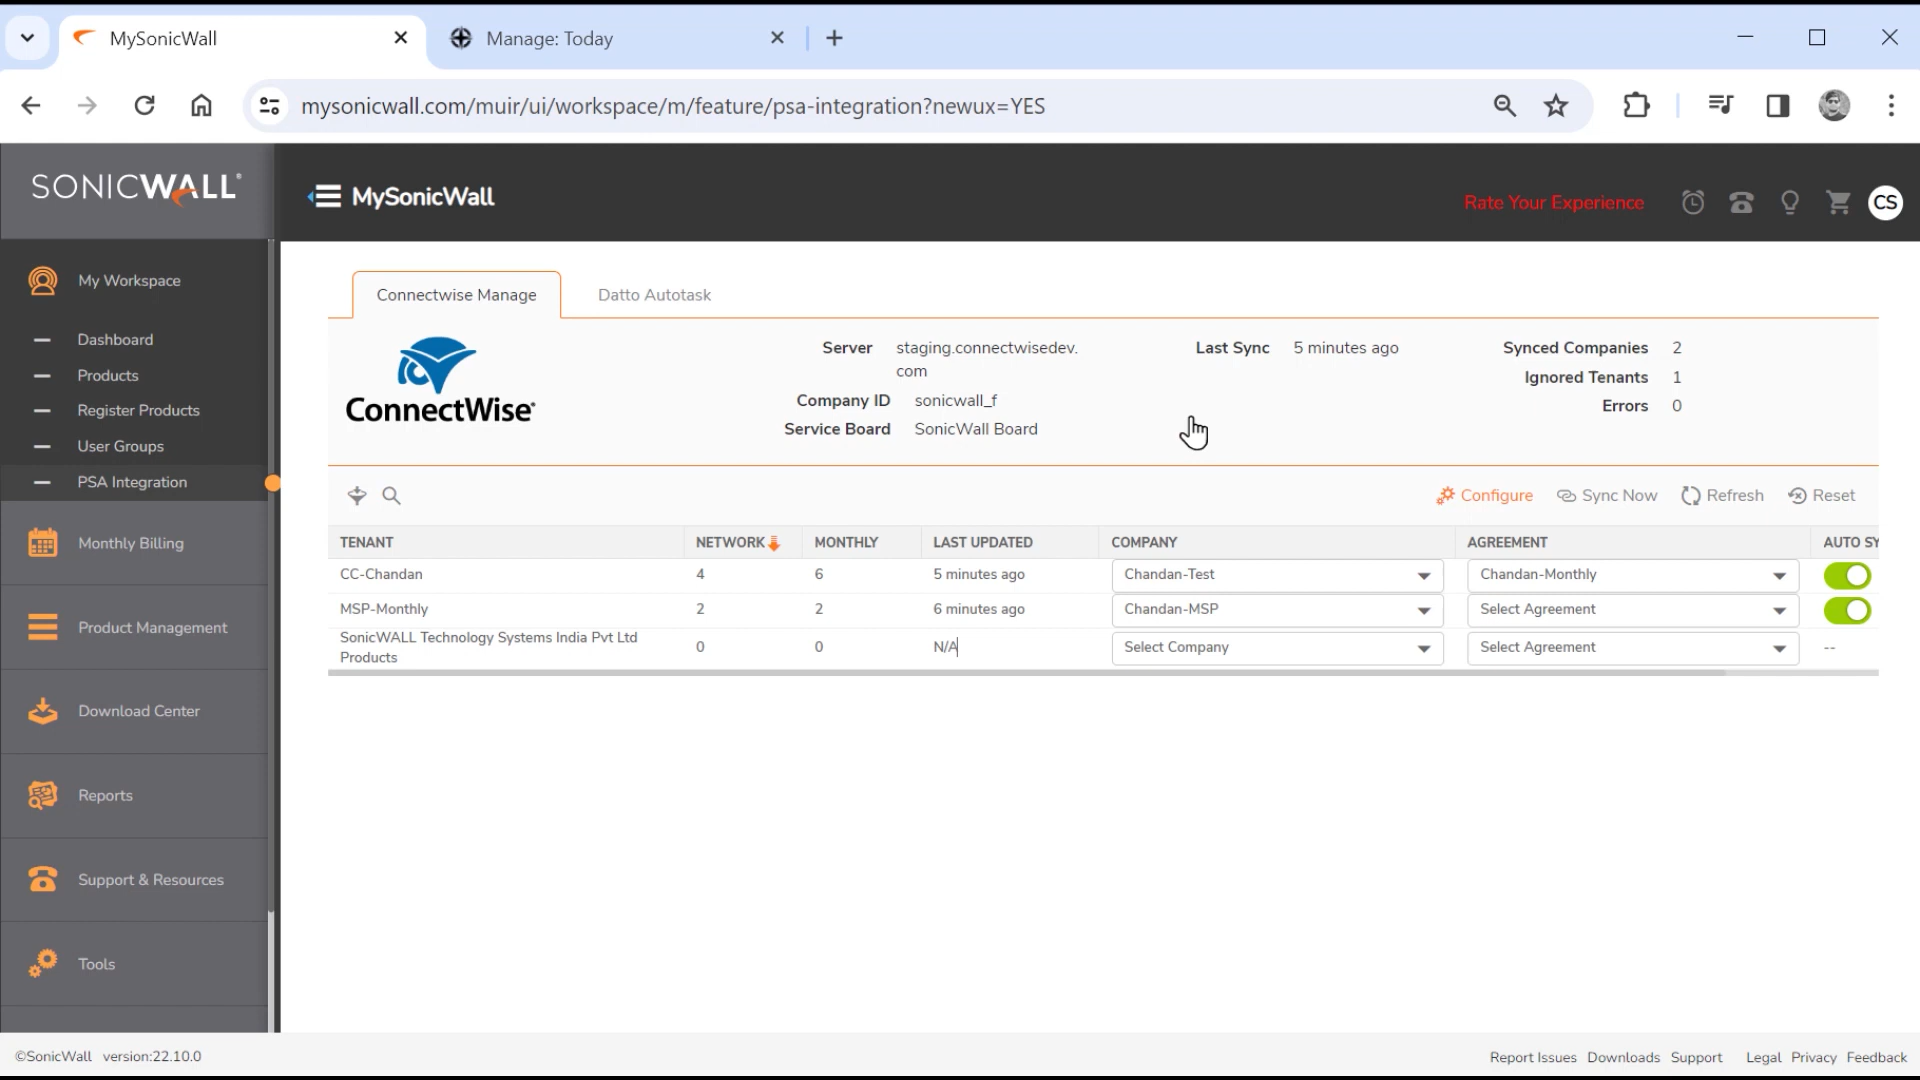 MySonicWall
Manage: Today
mysonicwall.com/muir/ui/workspace/m/feature/psa-integration?newux=YES
SONICWALL®
MySonicWall
Rate Your Experience
CS
My Workspace
Dashboard
Products
Register Products
User Groups
PSA Integration
Monthly Billing
Product Management
Download Center
Reports
Support & Resources
Tools
Connectwise Manage
Datto Autotask
ConnectWise®
Server staging.connectwisedev.
com
Company ID sonicwall_f
Service Board SonicWall Board
Last Sync 5 minutes ago
Synced Companies 2
Ignored Tenants 1
Errors 0
Configure Sync Now Refresh Reset
TENANT NETWORK MONTHLY LAST UPDATED COMPANY AGREEMENT AUTO SY
CC-Chandan 4 6 5 minutes ago Chandan-Test Chandan-Monthly
MSP-Monthly 2 2 6 minutes ago Chandan-MSP Select Agreement
SonicWALL Technology Systems India Pvt Ltd
Products 0 0 N/A Select Company Select Agreement --
©SonicWall version:22.10.0
Report Issues Downloads Support Legal Privacy Feedback